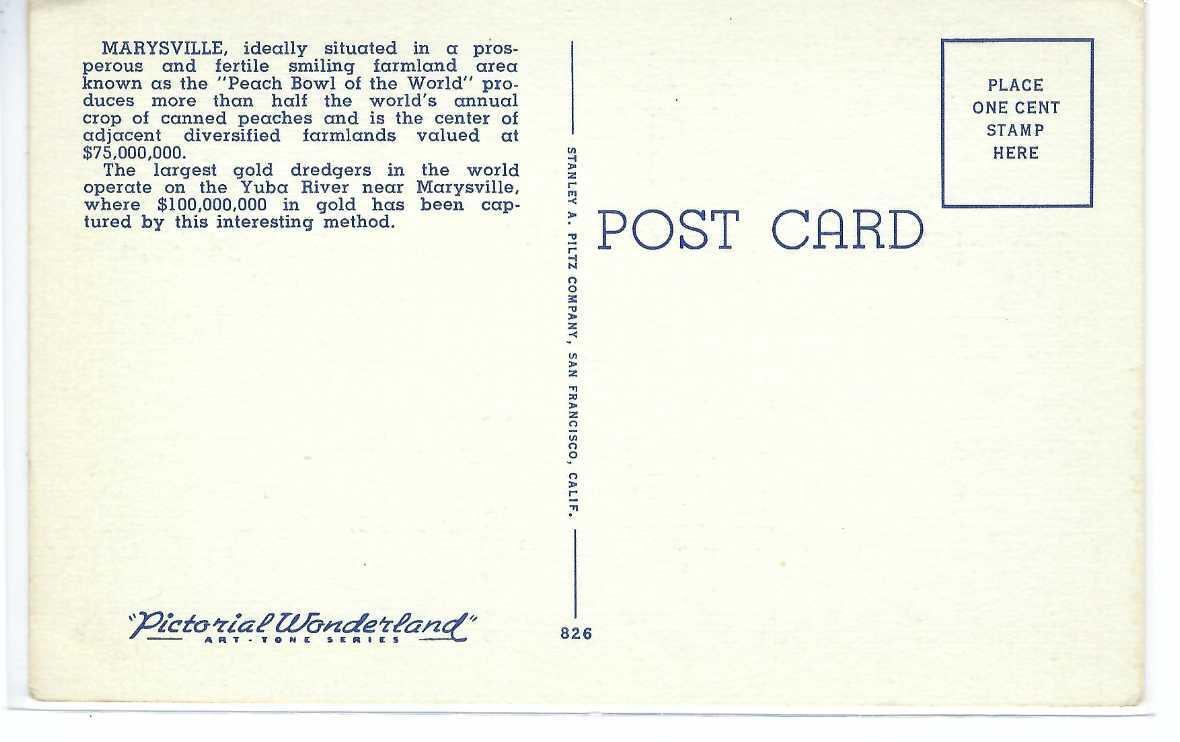 MARYSVILLE, ideally situated in a pros-
perous and fertile smiling farmland area
known as the "Peach Bowl of the World" pro-
duces more than half the world's annual
crop of canned peaches and is the center of
adjacent diversified farmlands valued at
$75,000,000.
The largest gold dredgers in the world
operate on the Yuba River near Marysville,
where $100,000,000 in gold has been cap-
tured by this interesting method.
"Pictorial Wonderland"
ART-TONE SERIES
STANLEY A. PILTZ COMPANY, SAN FRANCISCO, CALIF.
826
POST CARD
PLACE
ONE CENT
STAMP
HERE